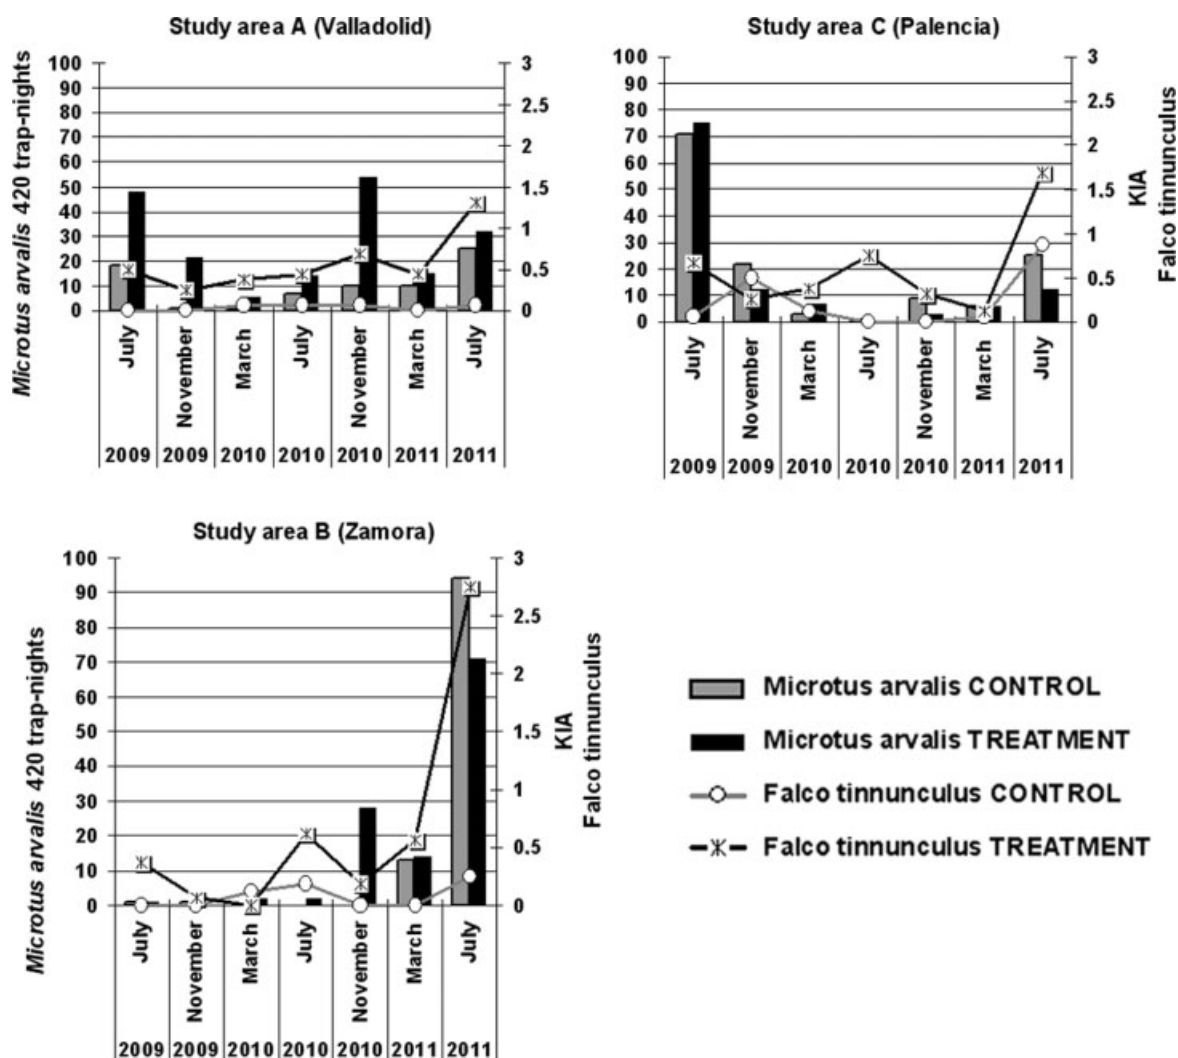 Study area A (Valladolid)
Microtus arvalis 420 trap-nights
100
90
80
70
60
50
40
30
20
10
0
3
2.5
2
1.5
1
0.5
0
July November March July November March July
2009 2009 2010 2010 2010 2011 2011
Study area C (Palencia)
100
90
80
70
60
50
40
30
20
10
0
3
2.5
2
1.5
1
0.5
0
KIA
Falco tinnunculus
July November March July November March July
2009 2009 2010 2010 2010 2011 2011
Study area B (Zamora)
Microtus arvalis 420 trap-nights
100
90
80
70
60
50
40
30
20
10
0
3
2.5
2
1.5
1
0.5
0
KIA
Falco tinnunculus
July November March July November March July
2009 2009 2010 2010 2010 2011 2011
Microtus arvalis CONTROL
Microtus arvalis TREATMENT
Falco tinnunculus CONTROL
Falco tinnunculus TREATMENT